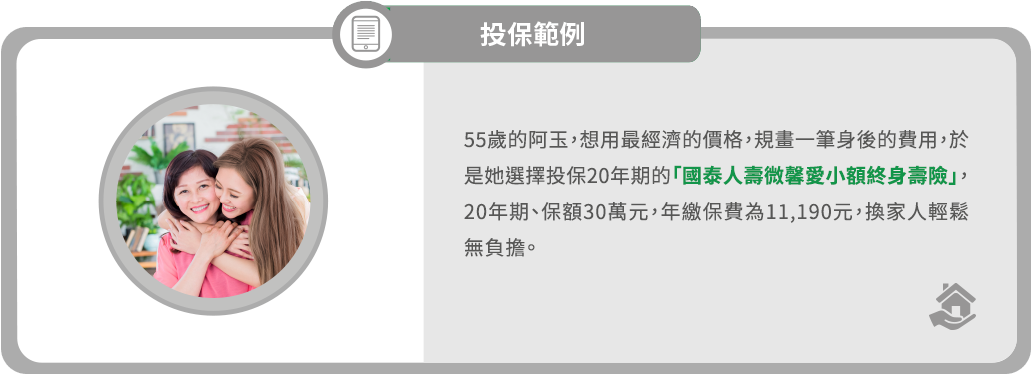 投保範例
55歲的阿玉，想用最經濟的價格，規畫一筆身後的費用，於
是她選擇投保20年期的「國泰人壽微馨愛小額終身壽險」，
20年期、保額30萬元，年繳保費為11,190元，換家人輕鬆
無負擔。